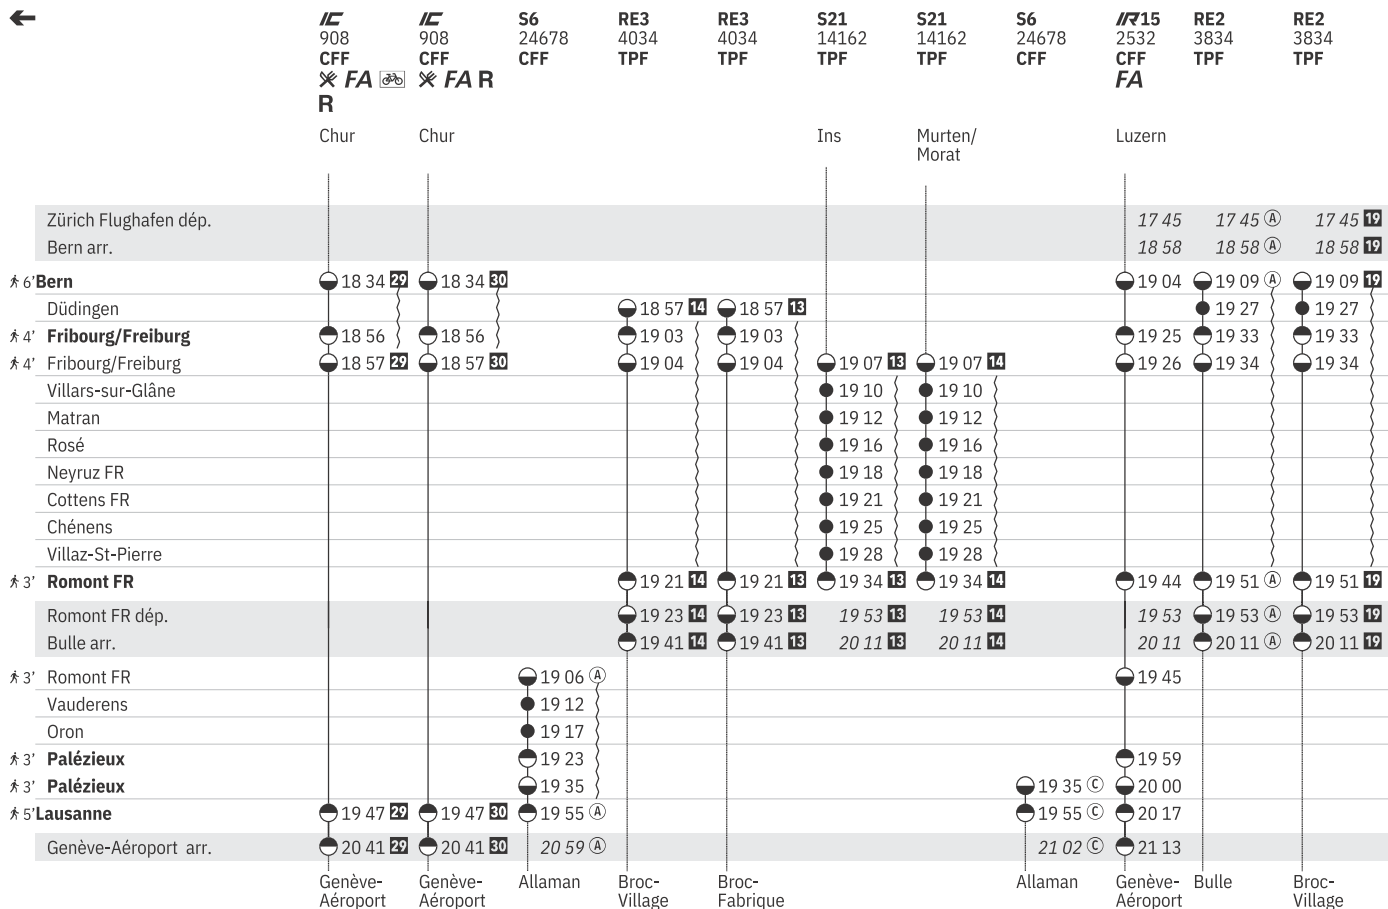 IC IC S6 RE3 RE3 S21 S21 S6 IR15 RE2 RE2
908 908 24678 4034 4034 14162 14162 24678 2532 3834 3834
CFF CFF CFF TPF TPF TPF TPF CFF CFF TPF TPF
FA FA R FA
R
Chur Chur Ins Murten/ Luzern
Morat
Zürich Flughafen dép. 17 45 17 45 A 17 45 19
Bern arr. 18 58 18 58 A 18 58 19
6' Bern 18 34 29 18 34 30 19 04 19 09 A 19 09 19
Düdingen 18 57 14 18 57 13 19 27 19 27
4' Fribourg/Freiburg 18 56 18 56 19 03 19 03 19 25 19 33 19 33
4' Fribourg/Freiburg 18 57 29 18 57 30 19 04 19 04 19 07 13 19 07 14 19 26 19 34 19 34
Villars-sur-Glâne 19 10 19 10
Matran 19 12 19 12
Rosé 19 16 19 16
Neyruz FR 19 18 19 18
Cottens FR 19 21 19 21
Chénens 19 25 19 25
Villaz-St-Pierre 19 28 19 28
3' Romont FR 19 21 14 19 21 13 19 34 13 19 34 14 19 44 19 51 A 19 51 19
Romont FR dép. 19 23 14 19 23 13 19 53 13 19 53 14 19 53 19 53 A 19 53 19
Bulle arr. 19 41 14 19 41 13 20 11 13 20 11 14 20 11 20 11 A 20 11 19
3' Romont FR 19 06 A 19 45
Vauderens 19 12
Oron 19 17
3' Palézieux 19 23 19 59
3' Palézieux 19 35 19 35 C 20 00
5' Lausanne 19 47 29 19 47 30 19 55 A 19 55 C 20 17
Genève-Aéroport arr. 20 41 29 20 41 30 20 59 A 21 02 C 21 13
Genève- Genève- Allaman Broc- Broc- Allaman Genève- Bulle Broc-
Aéroport Aéroport Village Fabrique Aéroport Village